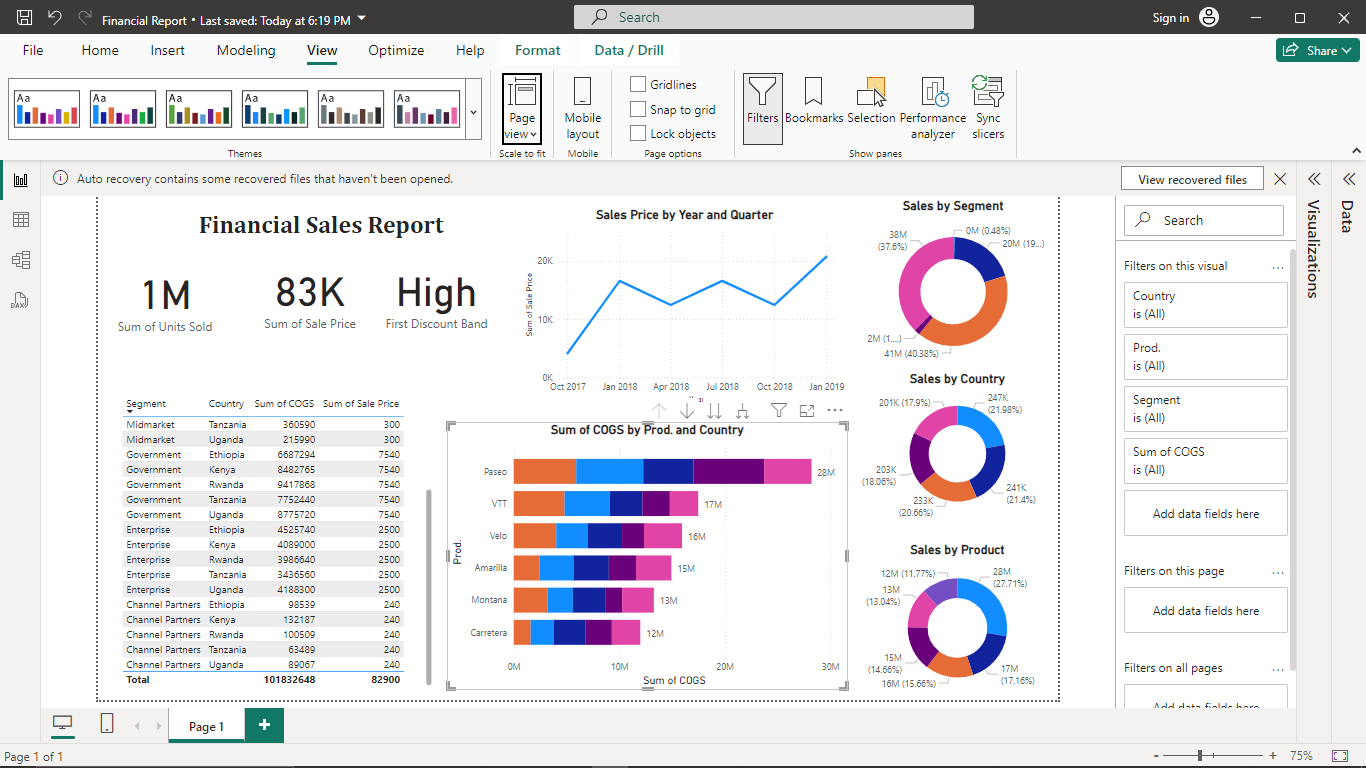 Financial Report • Last saved: Today at 6:19 PM
Search
Sign in
File Home Insert Modeling View Optimize Help Format Data / Drill
Share
Aa Aa Aa Aa Aa Aa
Page view
Mobile layout
Gridlines
Snap to grid
Lock objects
Filters
Bookmarks
Selection
Performance analyzer
Sync slicers
Themes
Scale to fit
Mobile
Page options
Show panes
Auto recovery contains some recovered files that haven't been opened.
View recovered files
Financial Sales Report
1M
Sum of Units Sold
83K
Sum of Sale Price
High
First Discount Band
Segment Country Sum of COGS Sum of Sale Price
Midmarket Tanzania 360590 300
Midmarket Uganda 215990 300
Government Ethiopia 6687294 7540
Government Kenya 8482765 7540
Government Rwanda 9417868 7540
Government Tanzania 7752440 7540
Government Uganda 8775720 7540
Enterprise Ethiopia 4525740 2500
Enterprise Kenya 4089000 2500
Enterprise Rwanda 3986640 2500
Enterprise Tanzania 3436560 2500
Enterprise Uganda 4188300 2500
Channel Partners Ethiopia 98539 240
Channel Partners Kenya 132187 240
Channel Partners Rwanda 100509 240
Channel Partners Tanzania 63489 240
Channel Partners Uganda 89067 240
Total 101832648 82900
Sales Price by Year and Quarter
Sum of Sale Price
20K
10K
0K
Oct 2017 Jan 2018 Apr 2018 Jul 2018 Oct 2018 Jan 2019
Sum of COGS by Prod. and Country
Prod.
Paseo 28M
VTT 17M
Velo 16M
Amarilla 15M
Montana 13M
Carretera 12M
0M 10M 20M 30M
Sum of COGS
Sales by Segment
38M (37.6%)
0M (0.48%)
20M (19...)
2M (1....)
41M (40.38%)
Sales by Country
201K (17.9%)
247K (21.98%)
203K (18.06%)
241K (21.4%)
233K (20.66%)
Sales by Product
12M (11.77%)
28M (27.71%)
13M (13.04%)
15M (14.66%)
17M (17.16%)
16M (15.66%)
Search
Filters on this visual
Country
is (All)
Prod.
is (All)
Segment
is (All)
Sum of COGS
is (All)
Add data fields here
Filters on this page
Add data fields here
Filters on all pages
Add data fields here
Visualizations
Data
DAX
Page 1
Page 1 of 1
75%